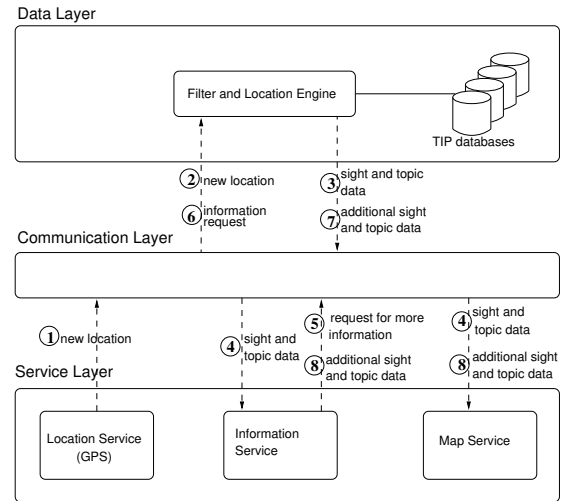 Data Layer
Filter and Location Engine
TIP databases
2 new location
3 sight and topic
data
6 information
request
7 additional sight
and topic data
Communication Layer
1 new location
4 sight and
topic data
5 request for more
information
8 additional sight
and topic data
4 sight and
topic data
8 additional sight
and topic data
Service Layer
Location Service
(GPS)
Information
Service
Map Service